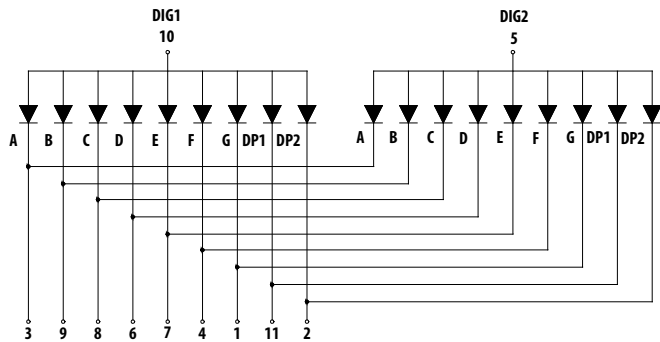 DIG1 DIG2
10 5
A B C D E F G DP1 DP2 A B C D E F G DP1 DP2
3 9 8 6 7 4 1 11 2